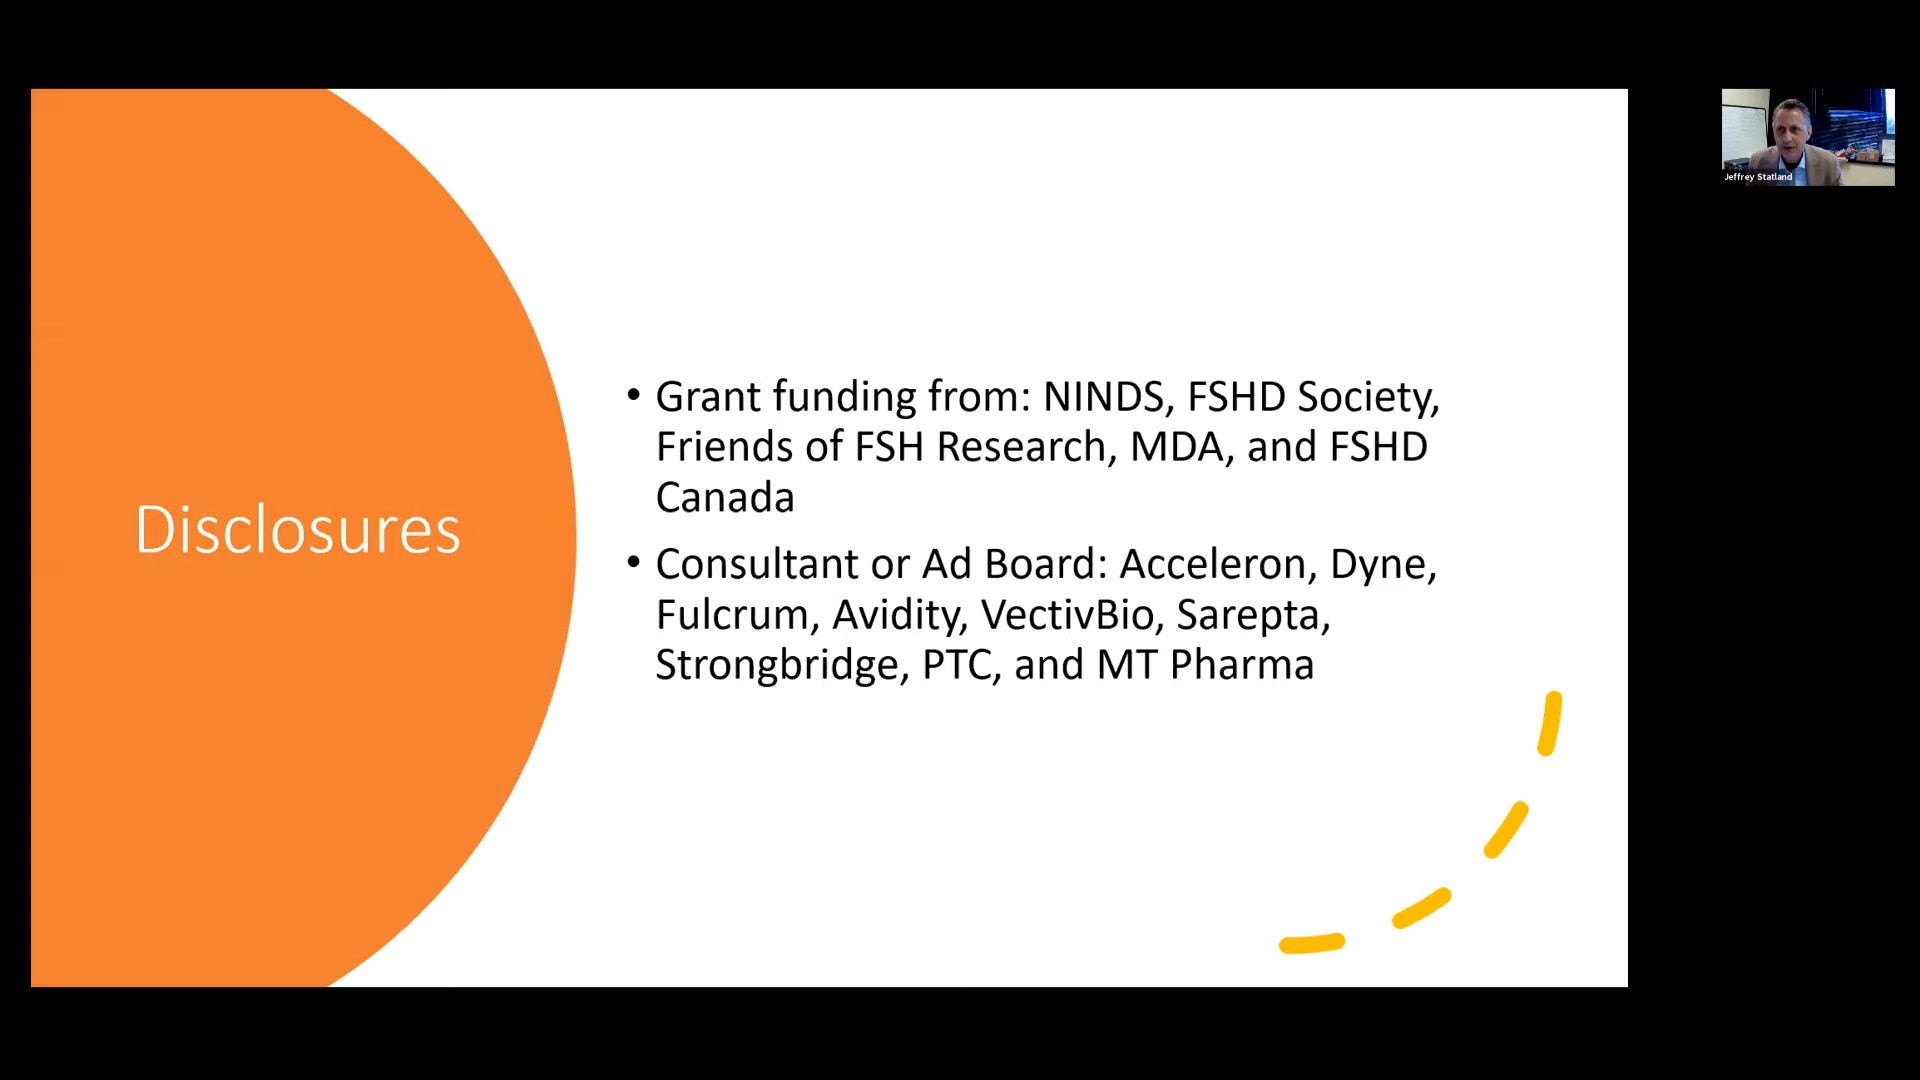 Disclosures
• Grant funding from: NINDS, FSHD Society,
Friends of FSH Research, MDA, and FSHD
Canada
• Consultant or Ad Board: Acceleron, Dyne,
Fulcrum, Avidity, VectivBio, Sarepta,
Strongbridge, PTC, and MT Pharma
Jeffrey Statland